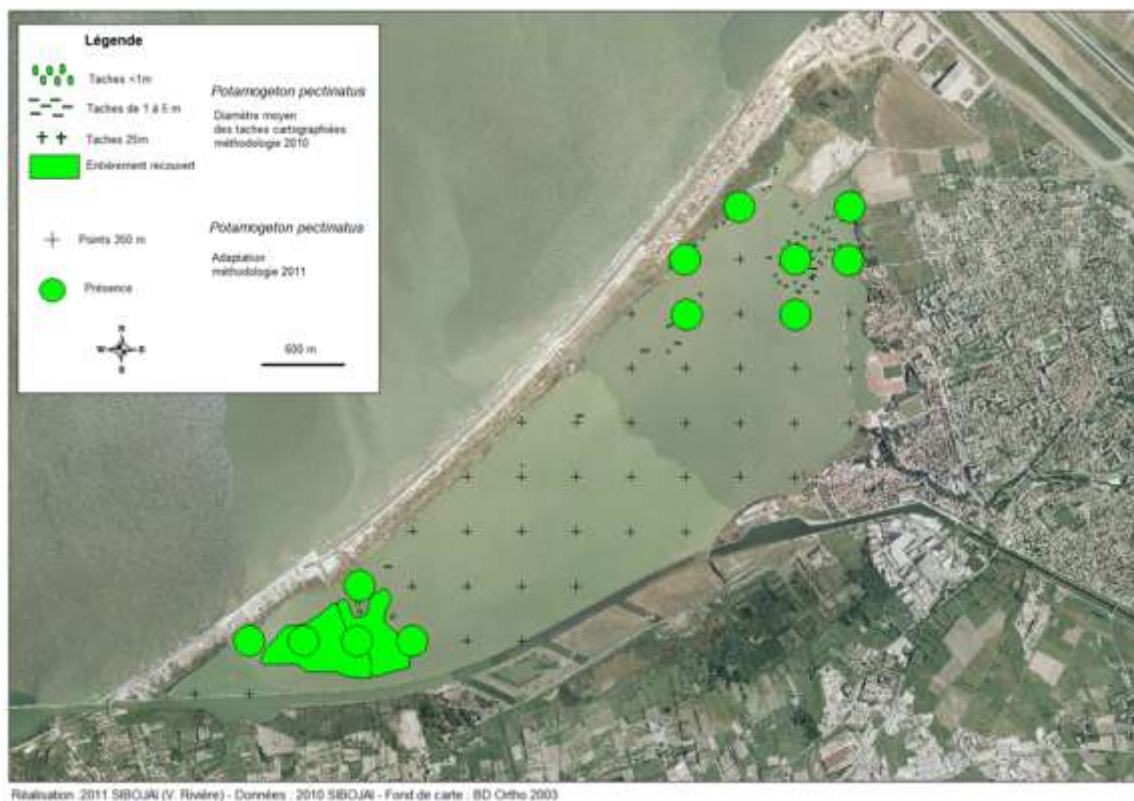 Légende
Taches <1m
Taches de 1 à 5 m
Taches 25m
Entièrement recouvert
Potamogeton pectinatus
Diamètre moyen
des taches cartographiées
méthodologie 2010
Points 350 m
Présence
Potamogeton pectinatus
Adaptation
méthodologie 2011
N
W
E
S
600 m
Réalisation :2011 SIBOJAI (V. Rivière) - Données : 2010 SIBOJAI - Fond de carte : BD Ortho 2003